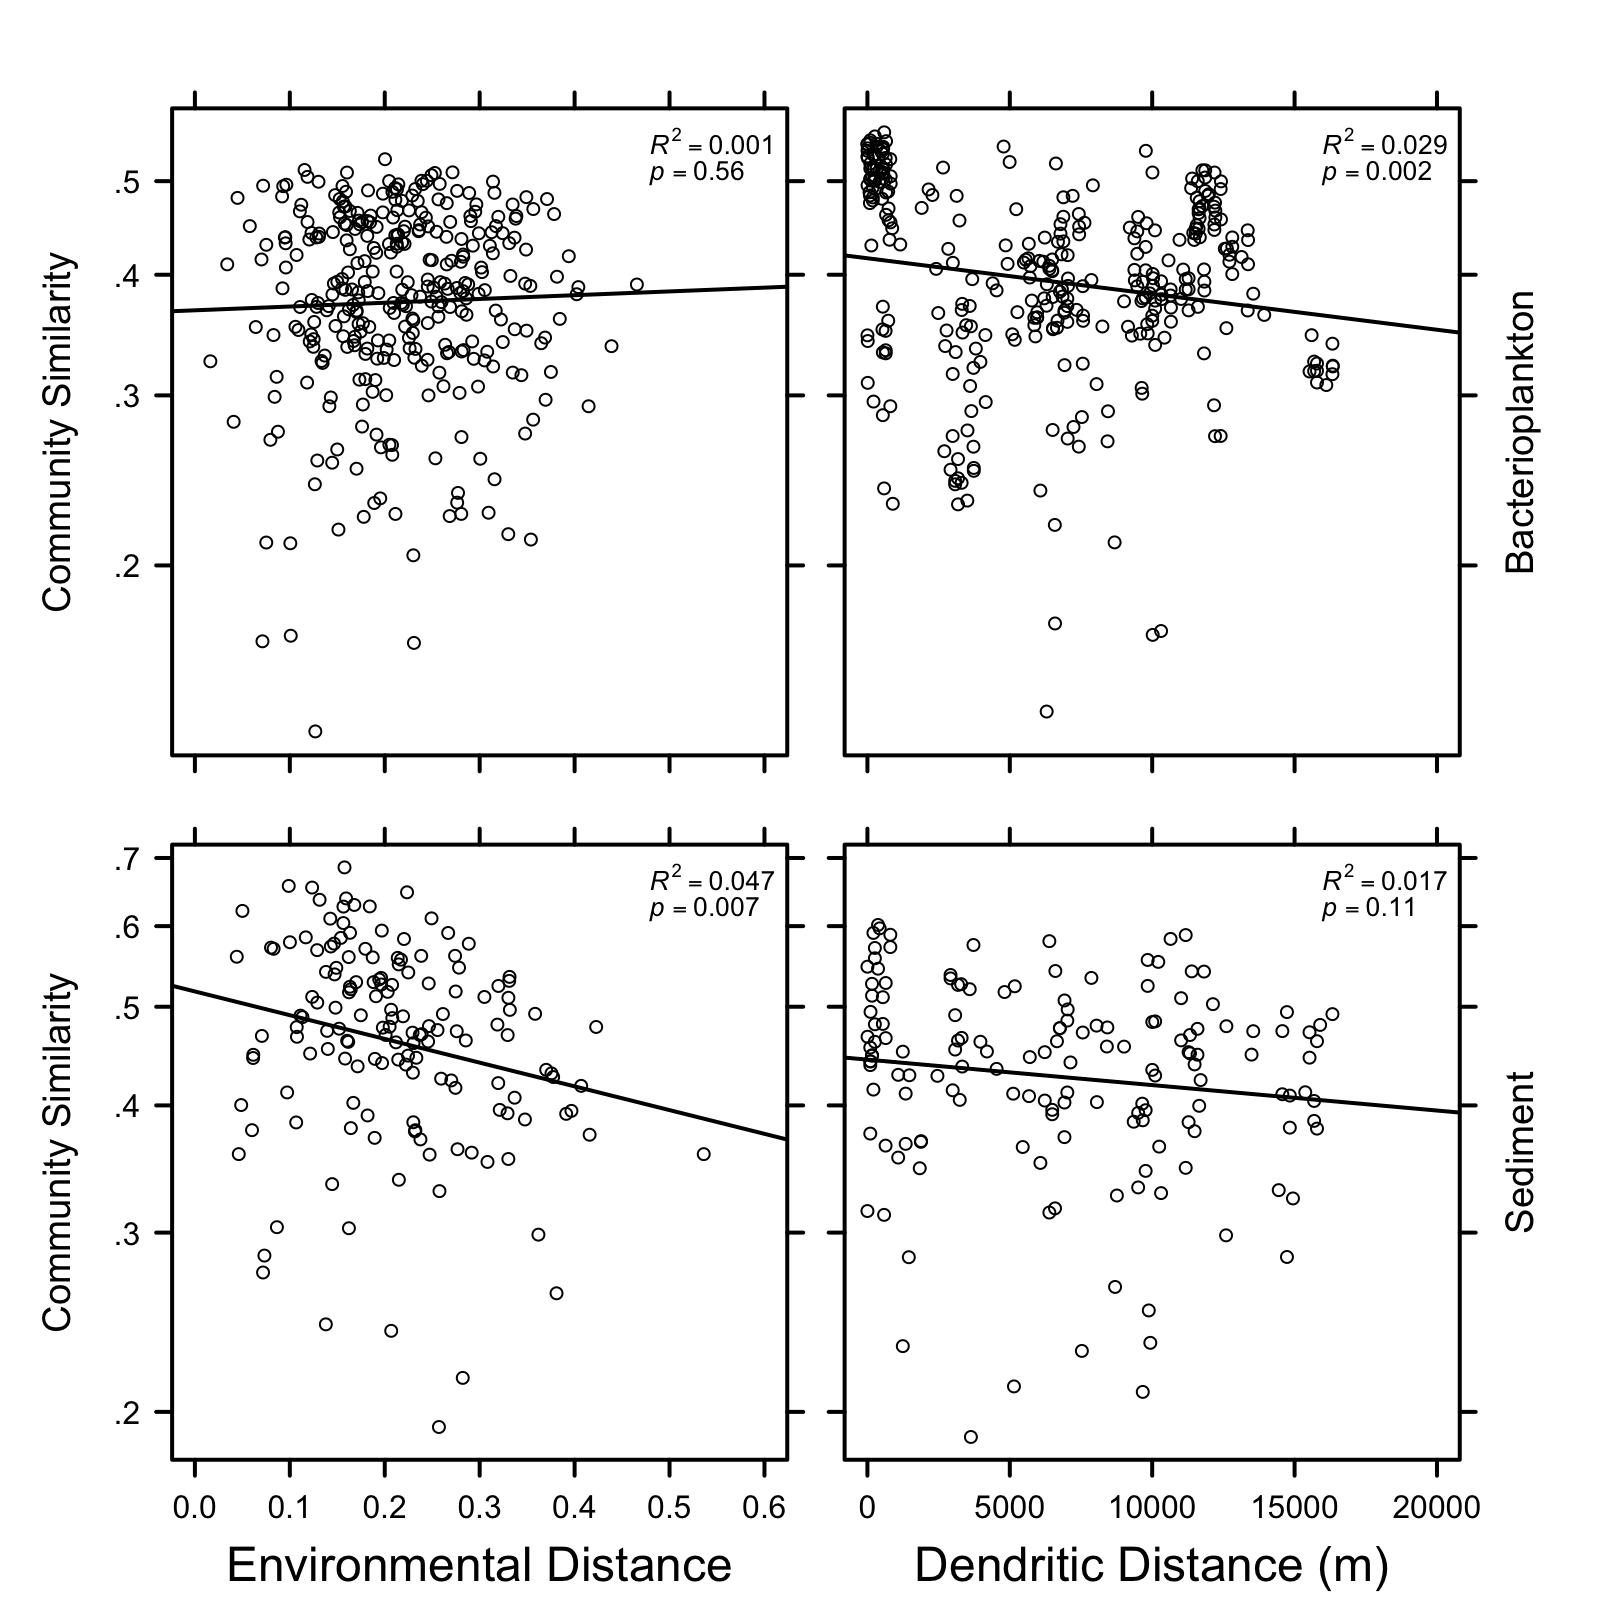 R² = 0.001
p = 0.56
R² = 0.029
p = 0.002
.5
.4
.3
.2
Community Similarity
Bacterioplankton
R² = 0.047
p = 0.007
R² = 0.017
p = 0.11
.7
.6
.5
.4
.3
.2
Community Similarity
Sediment
0.0 0.1 0.2 0.3 0.4 0.5 0.6
0 5000 10000 15000 20000
Environmental Distance
Dendritic Distance (m)